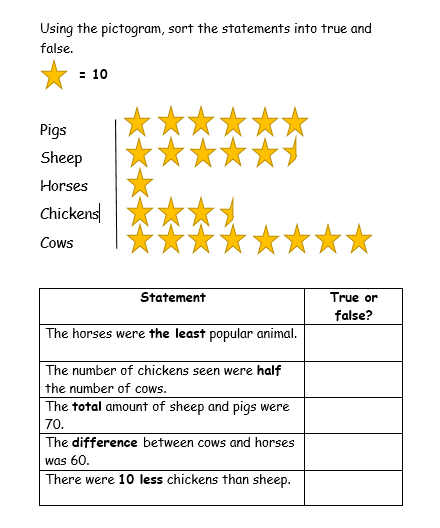 Using the pictogram, sort the statements into true and
false.
= 10
Pigs
Sheep
Horses
Chickens
Cows
Statement
True or
false?
The horses were the least popular animal.
The number of chickens seen were half
the number of cows.
The total amount of sheep and pigs were
70.
The difference between cows and horses
was 60.
There were 10 less chickens than sheep.